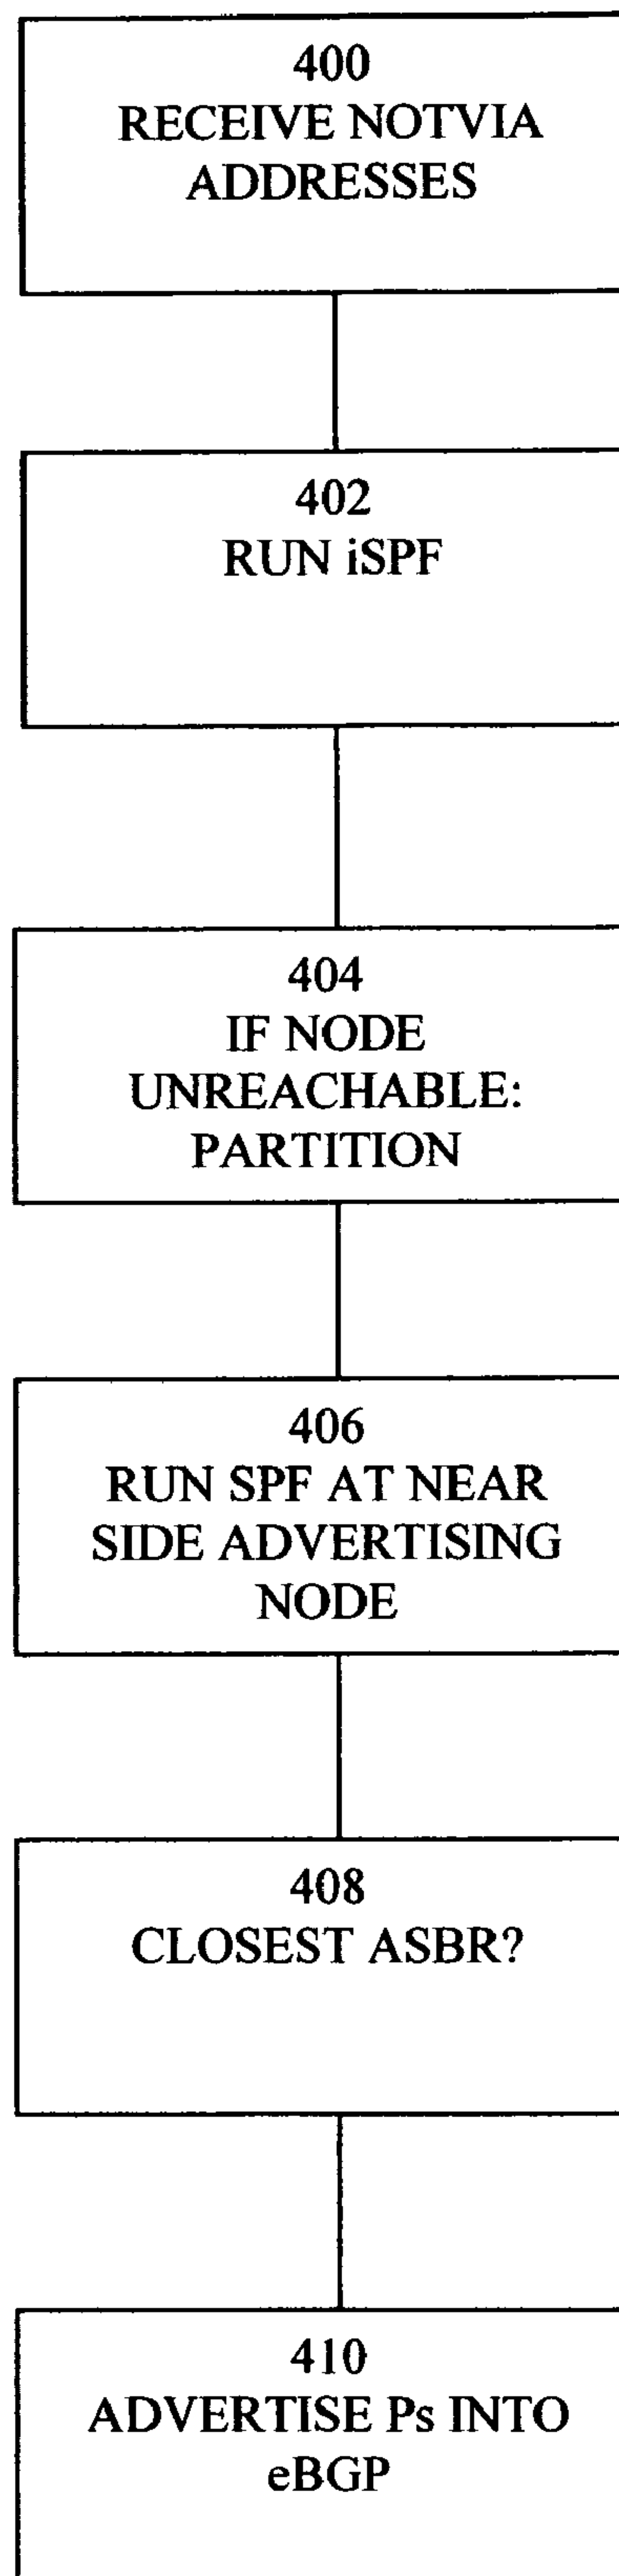 400
RECEIVE NOTVIA
ADDRESSES
402
RUN iSPF
404
IF NODE
UNREACHABLE:
PARTITION
406
RUN SPF AT NEAR
SIDE ADVERTISING
NODE
408
CLOSEST ASBR?
410
ADVERTISE Ps INTO
eBGP